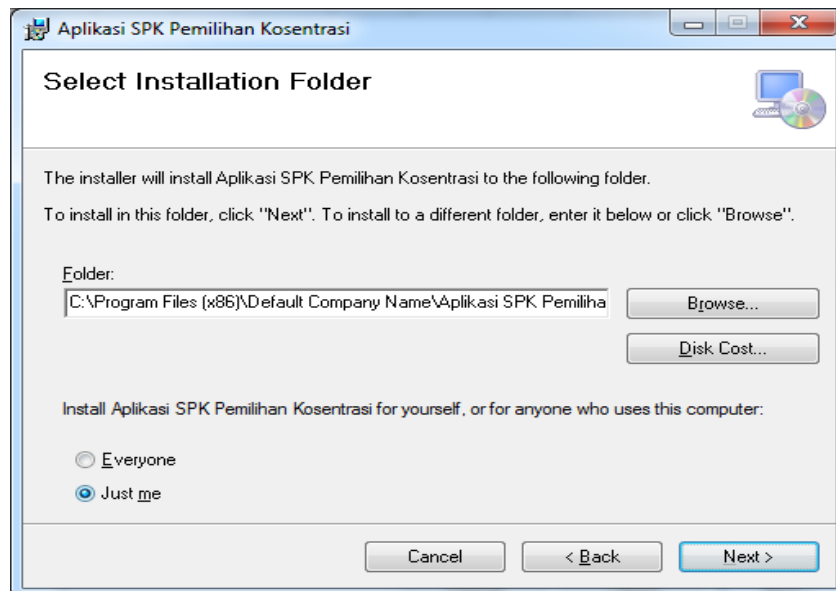 Aplikasi SPK Pemilihan Kosentrasi
Select Installation Folder
The installer will install Aplikasi SPK Pemilihan Kosentrasi to the following folder.
To install in this folder, click "Next". To install to a different folder, enter it below or click "Browse".
Folder:
C:\Program Files (x86)\Default Company Name\Aplikasi SPK Pemiliha
Browse...
Disk Cost...
Install Aplikasi SPK Pemilihan Kosentrasi for yourself, or for anyone who uses this computer:
Everyone
Just me
Cancel
< Back
Next >